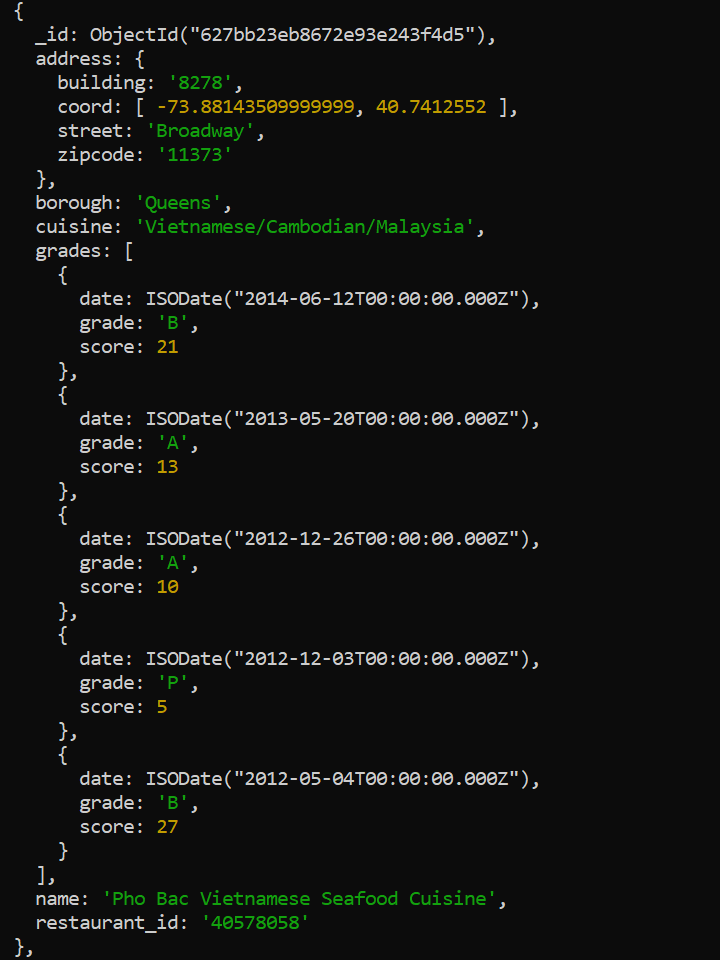 {
  _id: ObjectId("627bb23eb8672e93e243f4d5"),
  address: {
    building: '8278',
    coord: [ -73.88143509999999, 40.7412552 ],
    street: 'Broadway',
    zipcode: '11373'
  },
  borough: 'Queens',
  cuisine: 'Vietnamese/Cambodian/Malaysia',
  grades: [
    {
      date: ISODate("2014-06-12T00:00:00.000Z"),
      grade: 'B',
      score: 21
    },
    {
      date: ISODate("2013-05-20T00:00:00.000Z"),
      grade: 'A',
      score: 13
    },
    {
      date: ISODate("2012-12-26T00:00:00.000Z"),
      grade: 'A',
      score: 10
    },
    {
      date: ISODate("2012-12-03T00:00:00.000Z"),
      grade: 'P',
      score: 5
    },
    {
      date: ISODate("2012-05-04T00:00:00.000Z"),
      grade: 'B',
      score: 27
    }
  ],
  name: 'Pho Bac Vietnamese Seafood Cuisine',
  restaurant_id: '40578058'
},